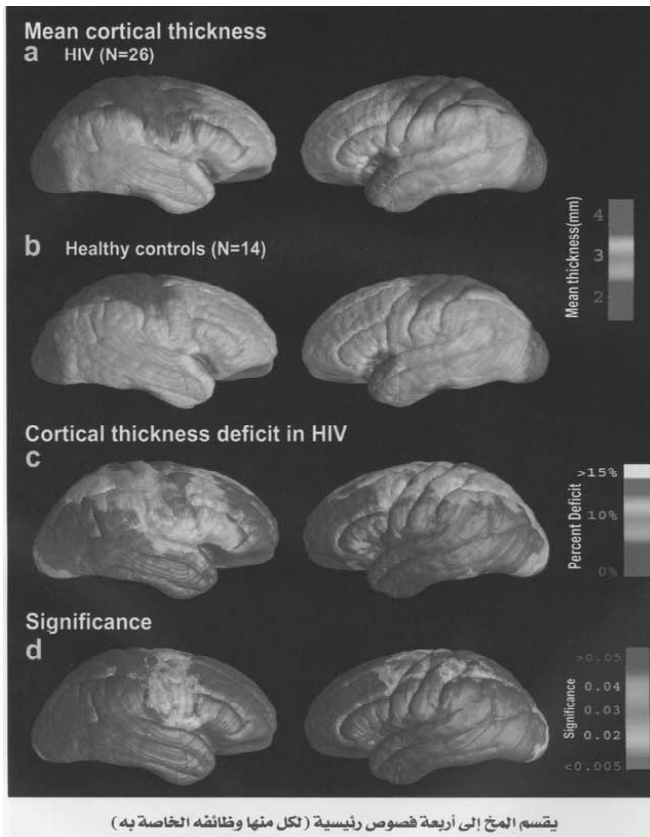 Mean cortical thickness
a HIV (N=26)
4
3
2
Mean thickness(mm)
b Healthy controls (N=14)
Cortical thickness deficit in HIV
c
>15%
10%
0%
Percent Deficit
Significance
d
>0.05
0.04
0.03
0.02
<0.005
Significance
يقسم المخ إلى أربعة فصوص رئيسية (لكل منها وظائفه الخاصة به)